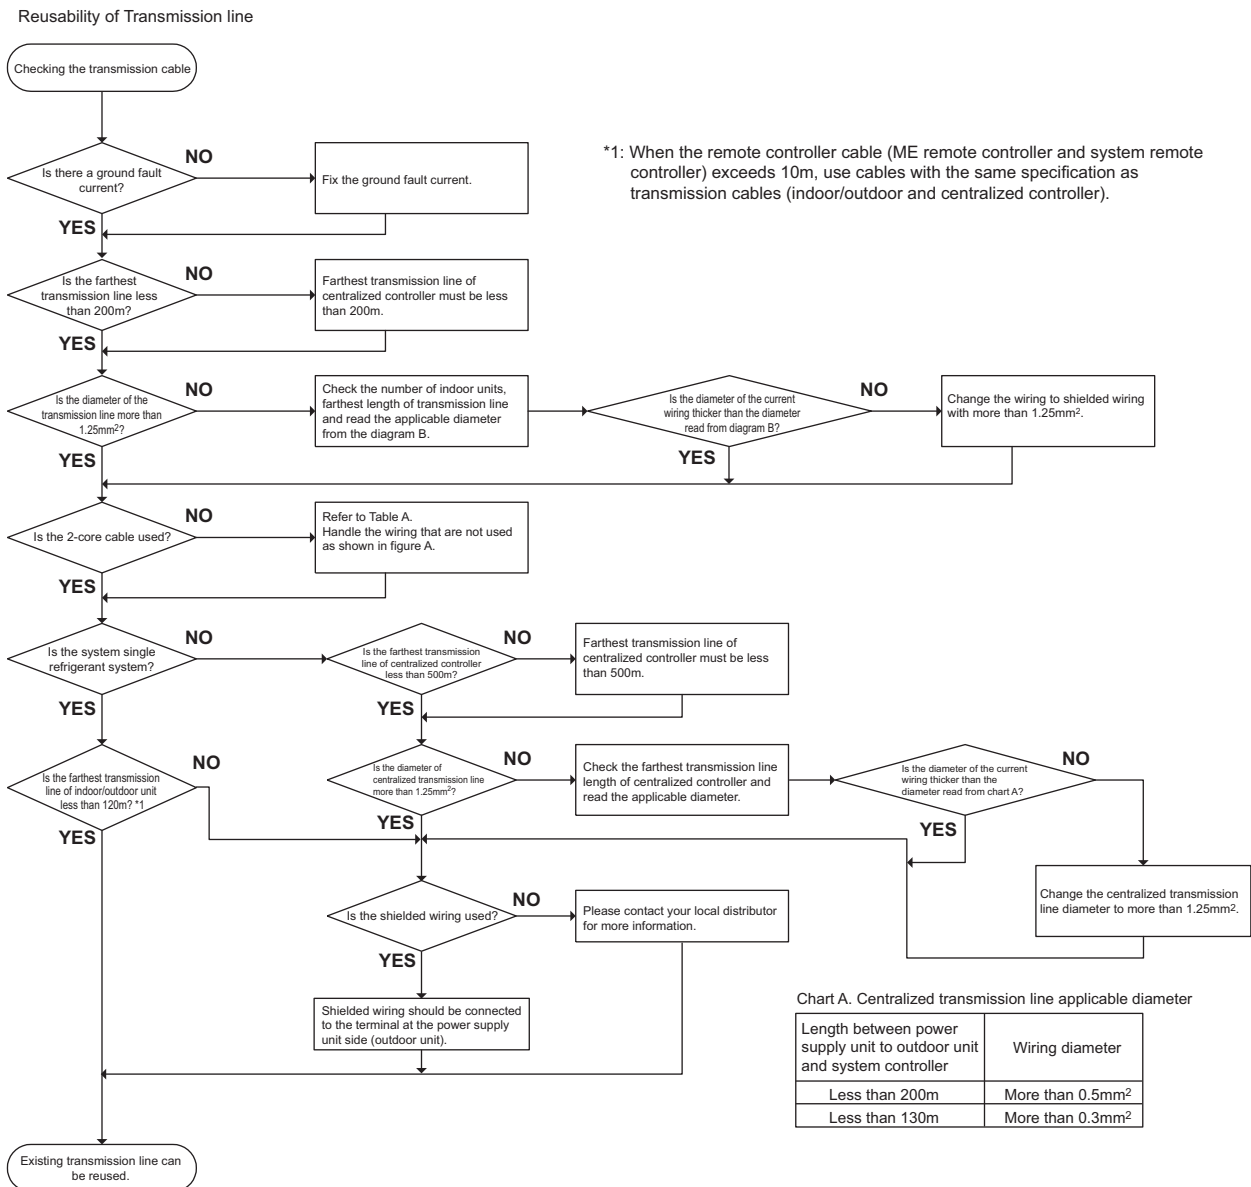 Reusability of Transmission line
Checking the transmission cable
Is there a ground fault
current?
NO
YES
Fix the ground fault current.
*1: When the remote controller cable (ME remote controller and system remote
controller) exceeds 10m, use cables with the same specification as
transmission cables (indoor/outdoor and centralized controller).
Is the farthest
transmission line less
than 200m?
NO
YES
Farthest transmission line of
centralized controller must be less
than 200m.
Is the diameter of the
transmission line more than
1.25mm²?
NO
YES
Check the number of indoor units,
farthest length of transmission line
and read the applicable diameter
from the diagram B.
Is the diameter of the current
wiring thicker than the diameter
read from diagram B?
NO
YES
Change the wiring to shielded wiring
with more than 1.25mm².
Is the 2-core cable used?
NO
YES
Refer to Table A.
Handle the wiring that are not used
as shown in figure A.
Is the system single
refrigerant system?
NO
YES
Is the farthest transmission
line of centralized controller
less than 500m?
NO
YES
Farthest transmission line of
centralized controller must be less
than 500m.
Is the farthest transmission
line of indoor/outdoor unit
less than 120m? *1
NO
YES
Is the diameter of
centralized transmission line
more than 1.25mm²?
NO
YES
Check the farthest transmission line
length of centralized controller and
read the applicable diameter.
Is the diameter of the current
wiring thicker than the
diameter read from chart A?
NO
YES
Change the centralized transmission
line diameter to more than 1.25mm².
Is the shielded wiring used?
NO
YES
Please contact your local distributor
for more information.
Shielded wiring should be connected
to the terminal at the power supply
unit side (outdoor unit).
Chart A. Centralized transmission line applicable diameter
Length between power
supply unit to outdoor unit
and system controller
Wiring diameter
Less than 200m
More than 0.5mm²
Less than 130m
More than 0.3mm²
Existing transmission line can
be reused.